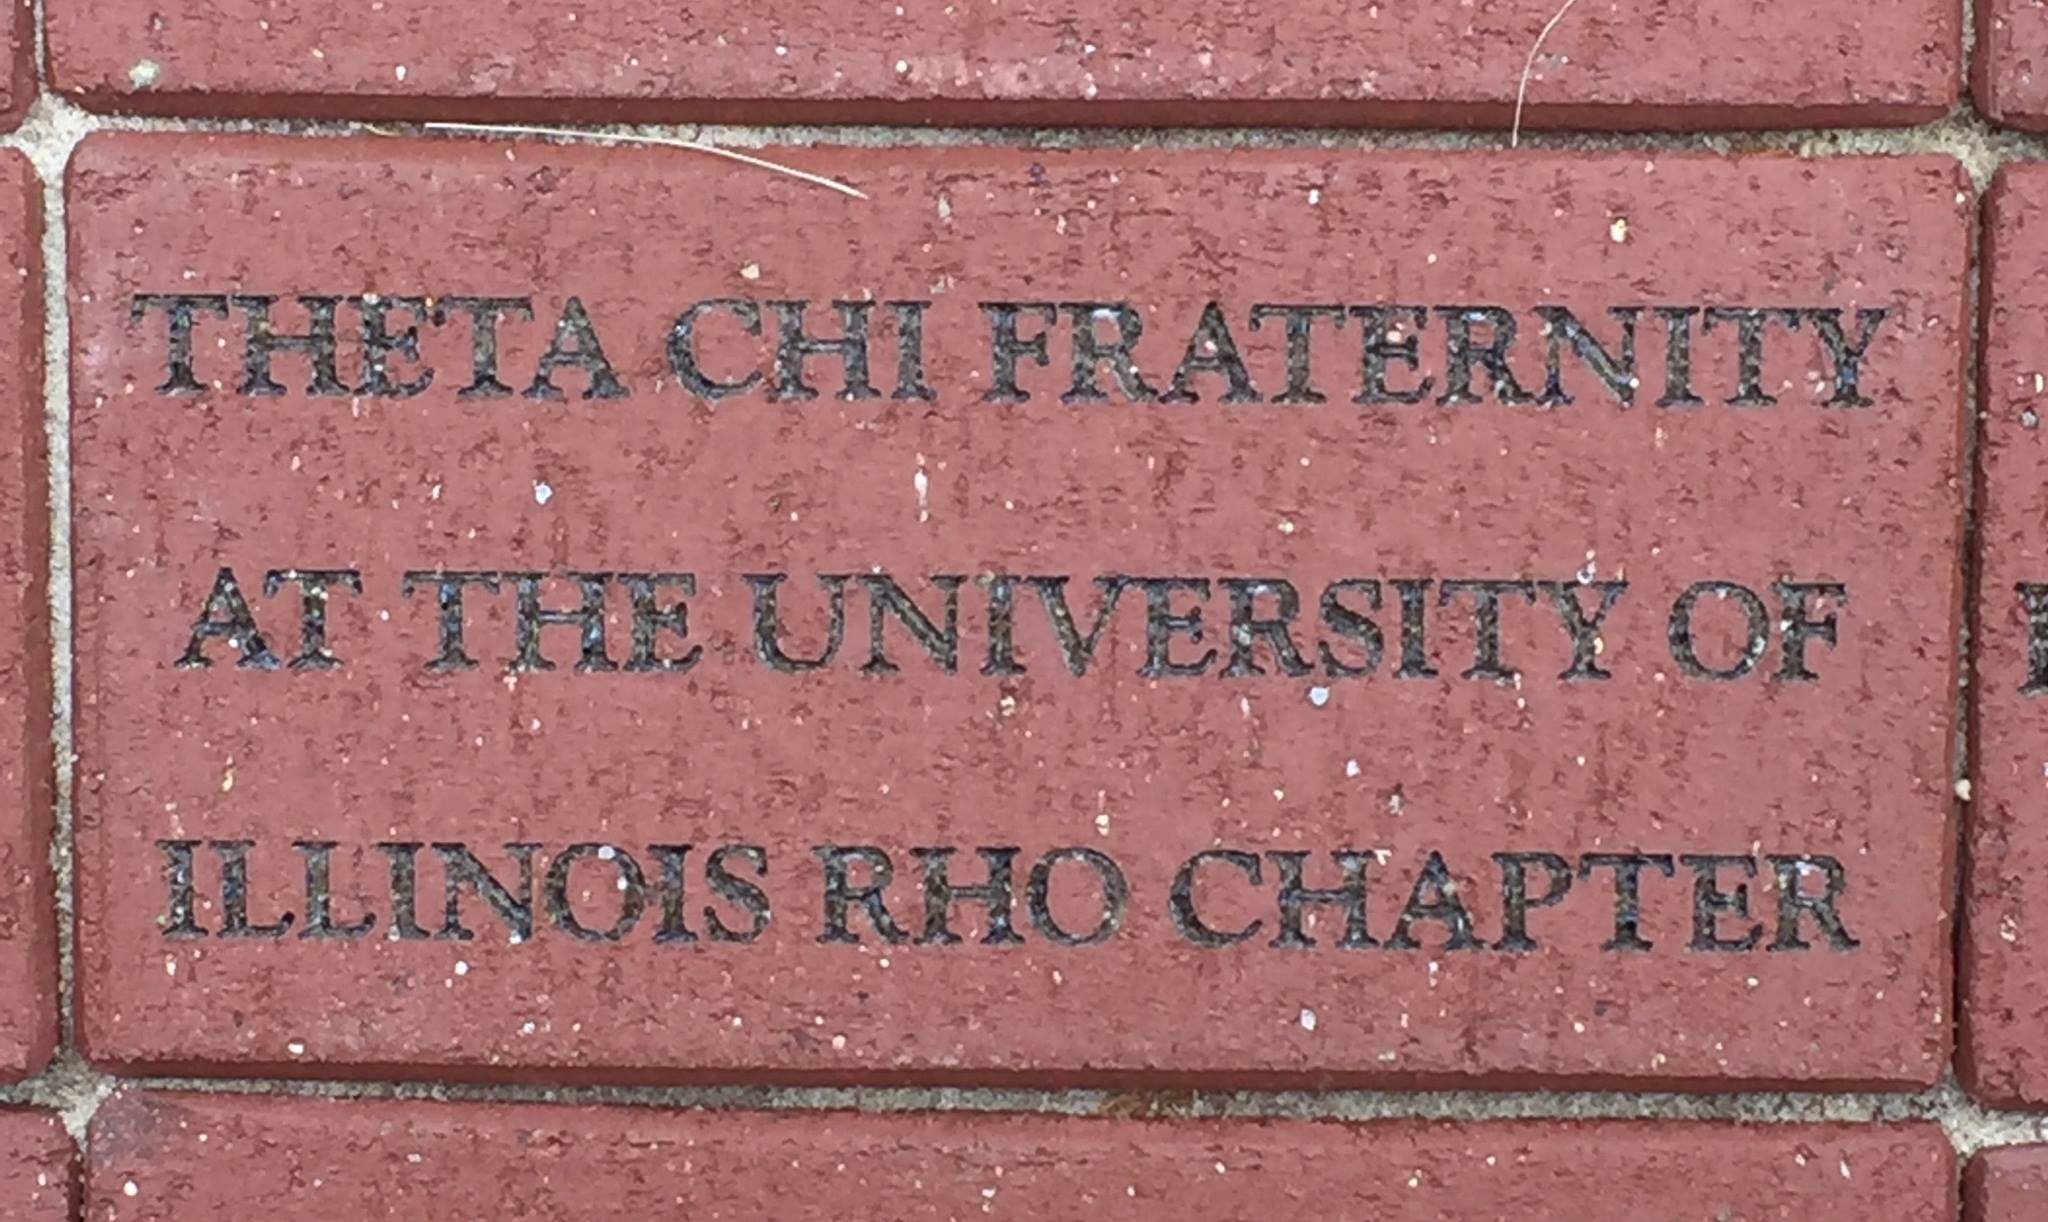 THETA CHI FRATERNITY
AT THE UNIVERSITY OF
ILLINOIS RHO CHAPTER